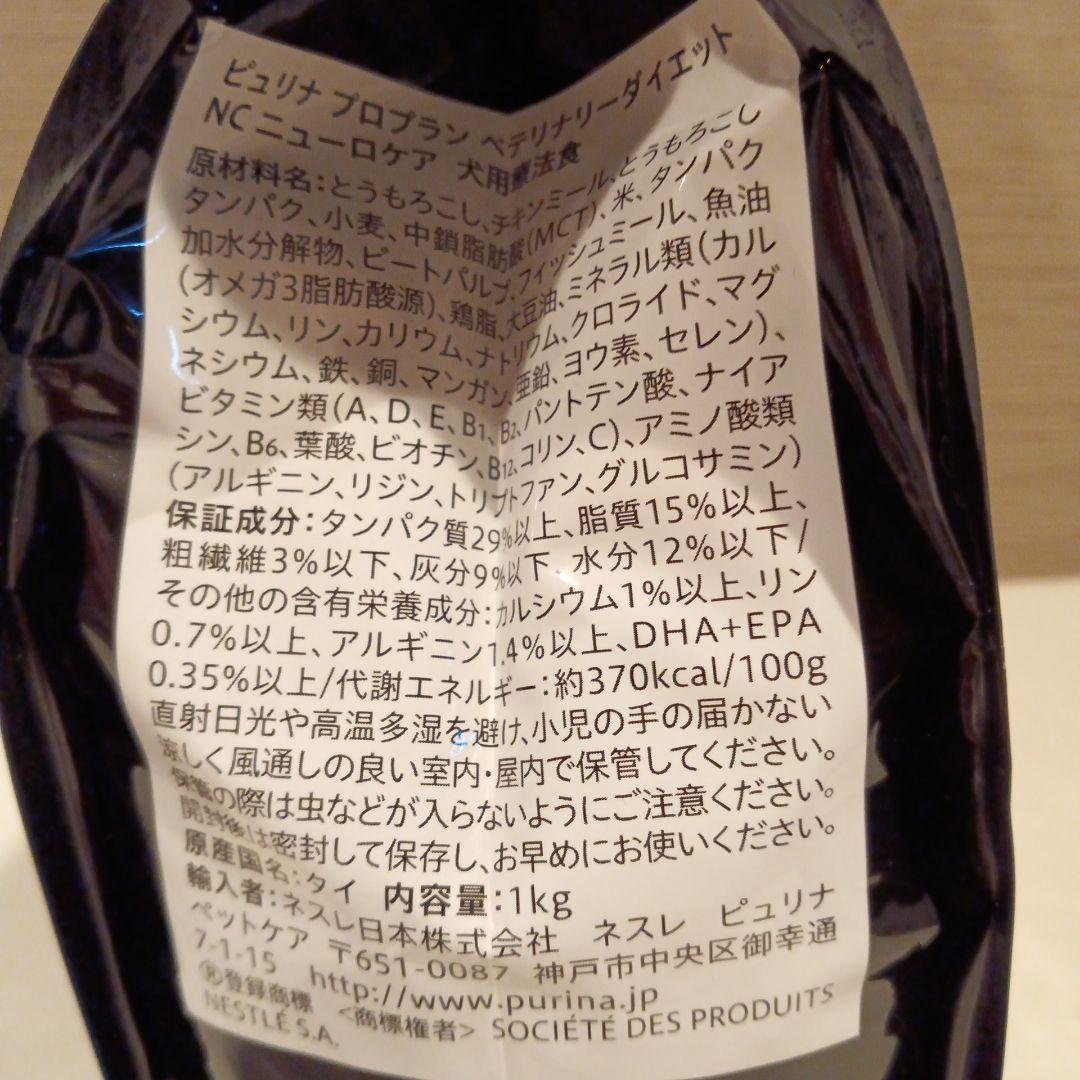 ピュリナ プロプラン ベテリナリーダイエット
NC ニューロケア 犬用療法食
原材料名:とうもろこし、チキンミール、とうもろこし
タンパク、小麦、中鎖脂肪酸(MCT)、米、タンパク
加水分解物、ビートパルプ、フィッシュミール、魚油
(オメガ3脂肪酸源)、鶏脂、大豆油、ミネラル類(カル
シウム、リン、カリウム、ナトリウム、クロライド、マグ
ネシウム、鉄、銅、マンガン、亜鉛、ヨウ素、セレン)、
ビタミン類(A、D、E、B1、B2、パントテン酸、ナイア
シン、B6、葉酸、ビオチン、B12、コリン、C)、アミノ酸類
(アルギニン、リジン、トリプトファン、グルコサミン)
保証成分:タンパク質29%以上、脂質15%以上、
粗繊維3%以下、灰分9%以下、水分12%以下/
その他の含有栄養成分:カルシウム1%以上、リン
0.7%以上、アルギニン1.4%以上、DHA+EPA
0.35%以上/代謝エネルギー:約370kcal/100g
直射日光や高温多湿を避け、小児の手の届かない
涼しく風通しの良い室内・屋内で保管してください。
保管の際は虫などが入らないようにご注意ください。
開封後は密封して保存し、お早めにお使いください。
原産国名:タイ 内容量:1kg
輸入者:ネスレ日本株式会社 ネスレ ピュリナ
ペットケア 〒651-0087 神戸市中央区御幸通
7-1-15 http://www.purina.jp
®登録商標 <商標権者> SOCIÉTÉ DES PRODUITS
NESTLÉ S.A.